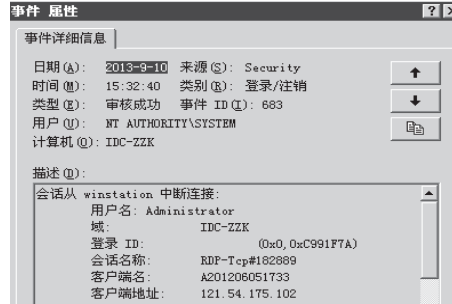 事件 属性
事件详细信息
日期(A): 2013-9-10 来源(S): Security
时间(M): 15:32:40 类别(R): 登录/注销
类型(E): 审核成功 事件 ID(I): 683
用户(U): NT AUTHORITY\SYSTEM
计算机(O): IDC-ZZK
描述(D):
会话从 winstation 中断连接:
用户名: Administrator
域: IDC-ZZK
登录 ID: (0x0,0xC991F7A)
会话名称: RDP-Tcp#182889
客户端名: A201206051733
客户端地址: 121.54.175.102